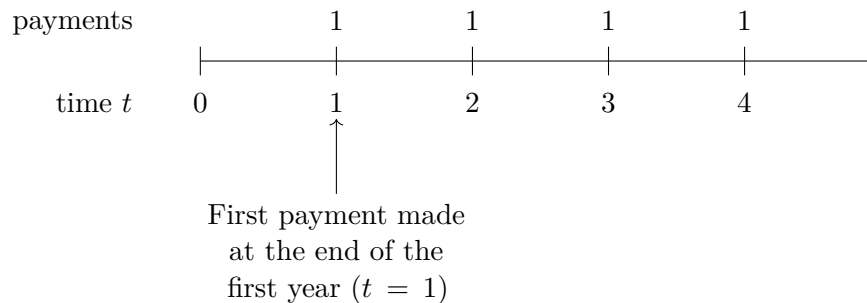 payments 1 1 1 1
time t 0 1 2 3 4
First payment made
at the end of the
first year (t = 1)